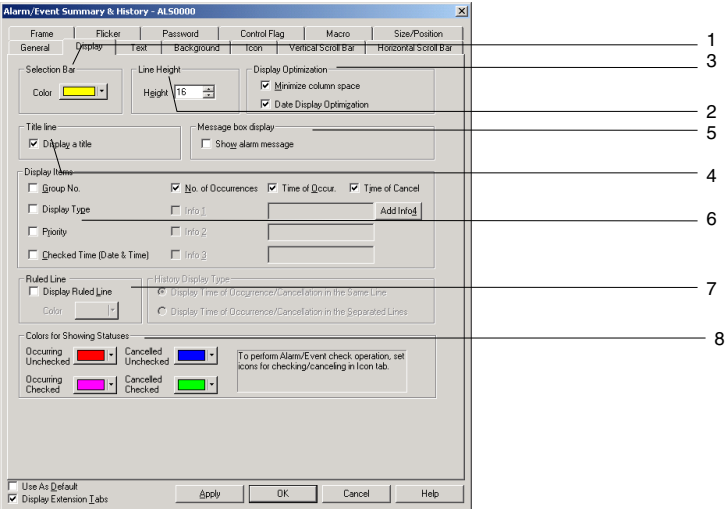 Alarm/Event Summary & History - ALS0000
Frame Flicker Password Control Flag Macro Size/Position
General Display Text Background Icon Vertical Scroll Bar Horizontal Scroll Bar
1
Selection Bar Line Height Display Optimization
3
Color Height 16 Minimize column space
Date Display Optimization
2
Title line Message box display
5
Display a title Show alarm message
Display Items
4
Group No. No. of Occurrences Time of Occur. Time of Cancel
Display Type Info 1 Add Info4
6
Priority Info 2
Checked Time (Date & Time) Info 3
Ruled Line History Display Type
7
Display Ruled Line Display Time of Occurrence/Cancellation in the Same Line
Color Display Time of Occurrence/Cancellation in the Separated Lines
Colors for Showing Statuses
8
Occurring Unchecked Cancelled Unchecked To perform Alarm/Event check operation, set
icons for checking/canceling in Icon tab.
Occurring Checked Cancelled Checked
Use As Default
Display Extension Tabs Apply OK Cancel Help